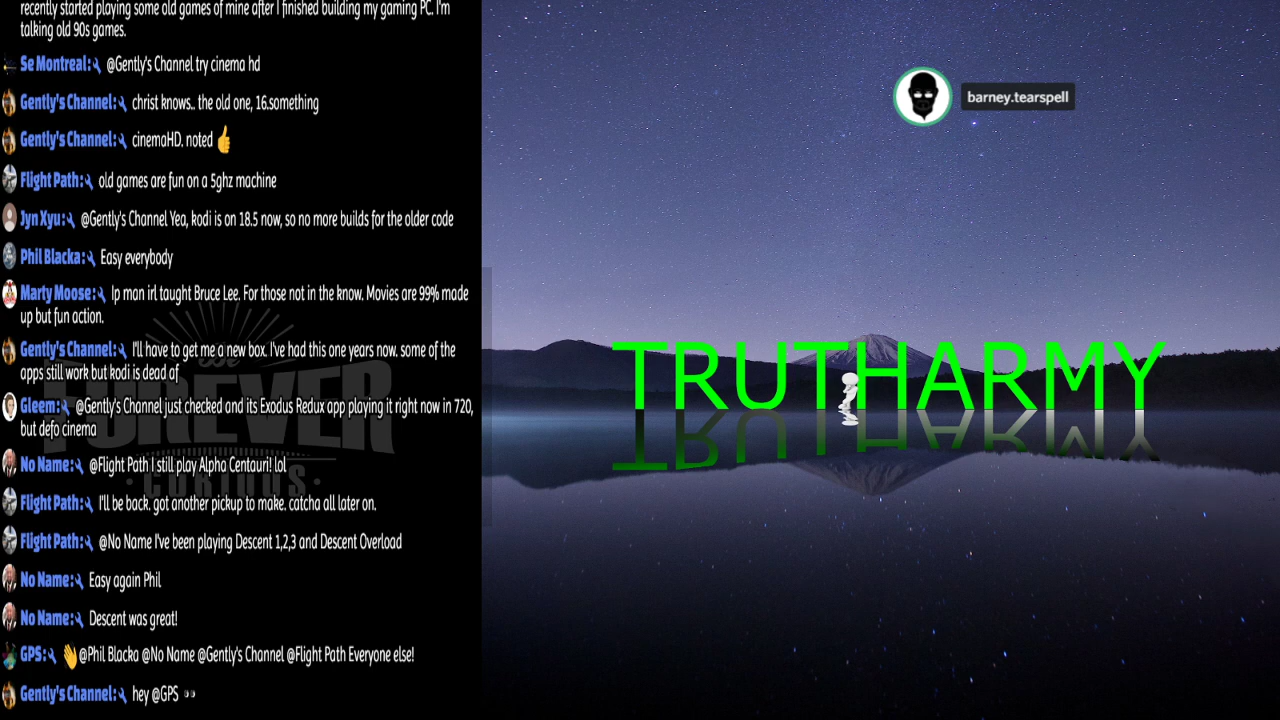 recently started playing some old games of mine after I finished building my gaming PC. I'm
talking old 90s games.
Se Montreal: @Gently's Channel try cinema hd
Gently's Channel: christ knows.. the old one, 16.something
Gently's Channel: cinemaHD. noted 👍
Flight Path: old games are fun on a 5ghz machine
Jyn Xyu: @Gently's Channel Yea, kodi is on 18.5 now, so no more builds for the older code
Phil Blacka: Easy everybody
Marty Moose: Ip man irl taught Bruce Lee. For those not in the know. Movies are 99% made
up but fun action.
Gently's Channel: I'll have to get me a new box. I've had this one years now. some of the
apps still work but kodi is dead af
Gleem: @Gently's Channel just checked and its Exodus Redux app playing it right now in 720,
but defo cinema
No Name: @Flight Path I still play Alpha Centauri! lol
Flight Path: I'll be back. got another pickup to make. catcha all later on.
Flight Path: @No Name I've been playing Descent 1,2,3 and Descent Overload
No Name: Easy again Phil
No Name: Descent was great!
GPS: 👋@Phil Blacka @No Name @Gently's Channel @Flight Path Everyone else!
Gently's Channel: hey @GPS 👀
FOREVER
CURIOUS
barney.tearspell
TRUTHARMY